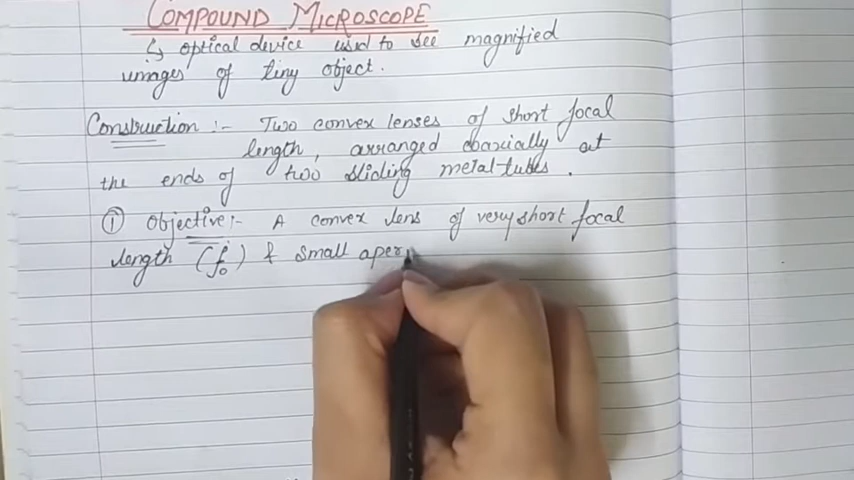 COMPOUND MICROSCOPE
↳ optical device used to see magnified
images of tiny object.
Construction :- Two convex lenses of short focal
length, arranged coaxially at
the ends of two sliding metal tubes.
① Objective:- A convex lens of very short focal
length (f₀) & small aper